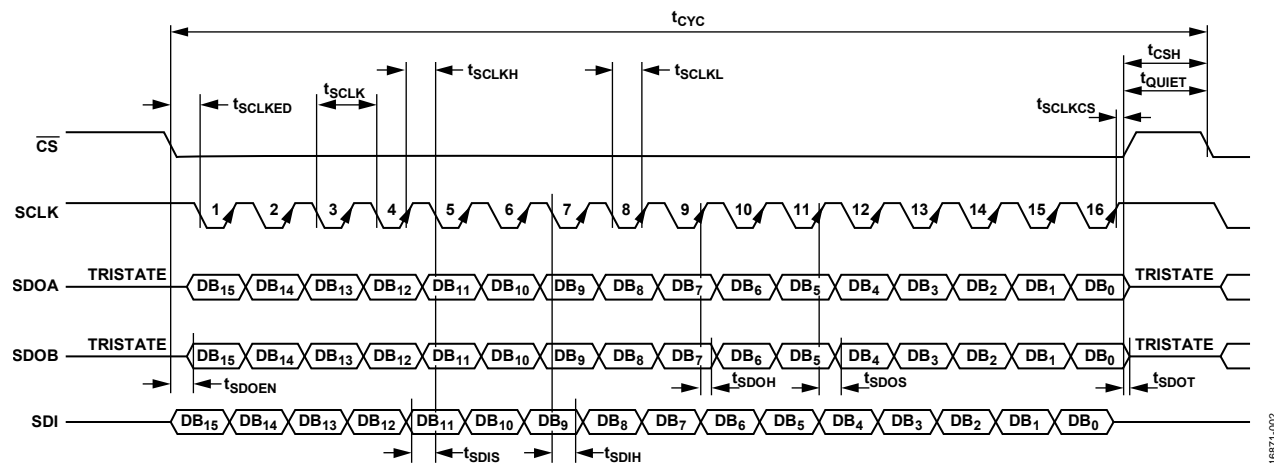 tCYC
tCSH
tSCLKH
tSCLKL
tSCLK
tQUIET
tSCLKED
tSCLKCS
CS
SCLK 1 2 3 4 5 6 7 8 9 10 11 12 13 14 15 16
TRISTATE TRISTATE
SDOA DB15 DB14 DB13 DB12 DB11 DB10 DB9 DB8 DB7 DB6 DB5 DB4 DB3 DB2 DB1 DB0
TRISTATE TRISTATE
SDOB DB15 DB14 DB13 DB12 DB11 DB10 DB9 DB8 DB7 DB6 DB5 DB4 DB3 DB2 DB1 DB0
tSDOEN tSDOH tSDOS tSDOT
SDI DB15 DB14 DB13 DB12 DB11 DB10 DB9 DB8 DB7 DB6 DB5 DB4 DB3 DB2 DB1 DB0
tSDIS tSDIH
16871-002